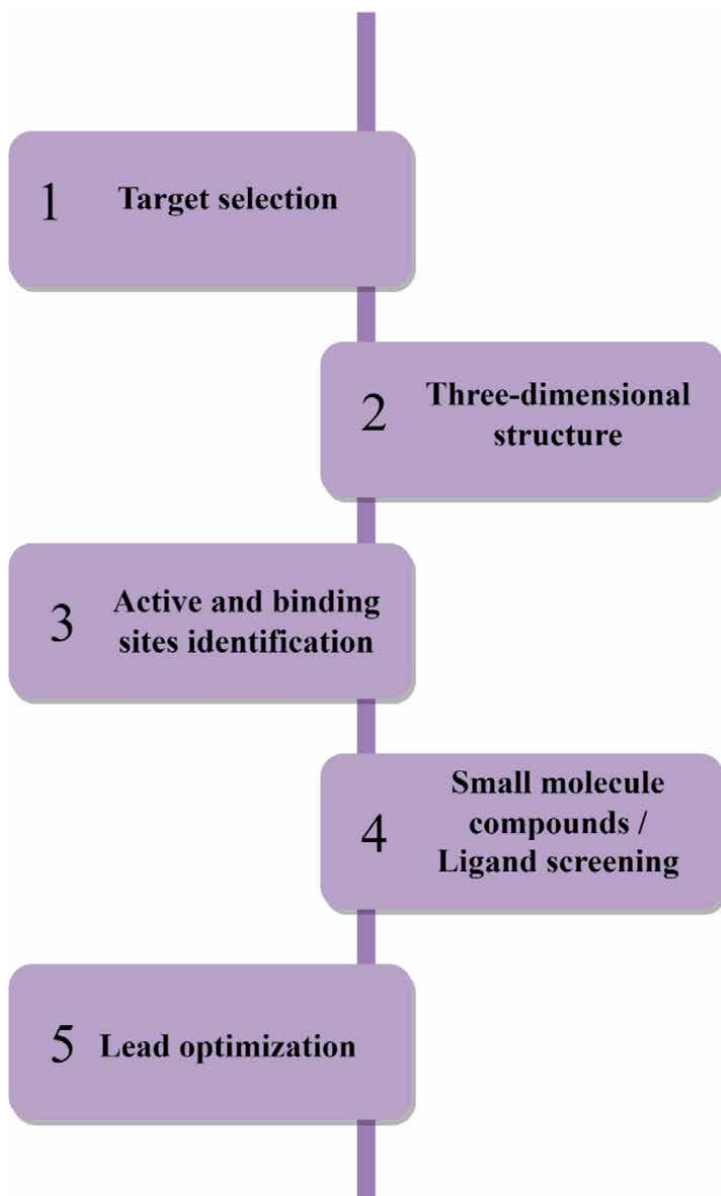 1 Target selection
2 Three-dimensional
structure
3 Active and binding
sites identification
4 Small molecule
compounds /
Ligand screening
5 Lead optimization